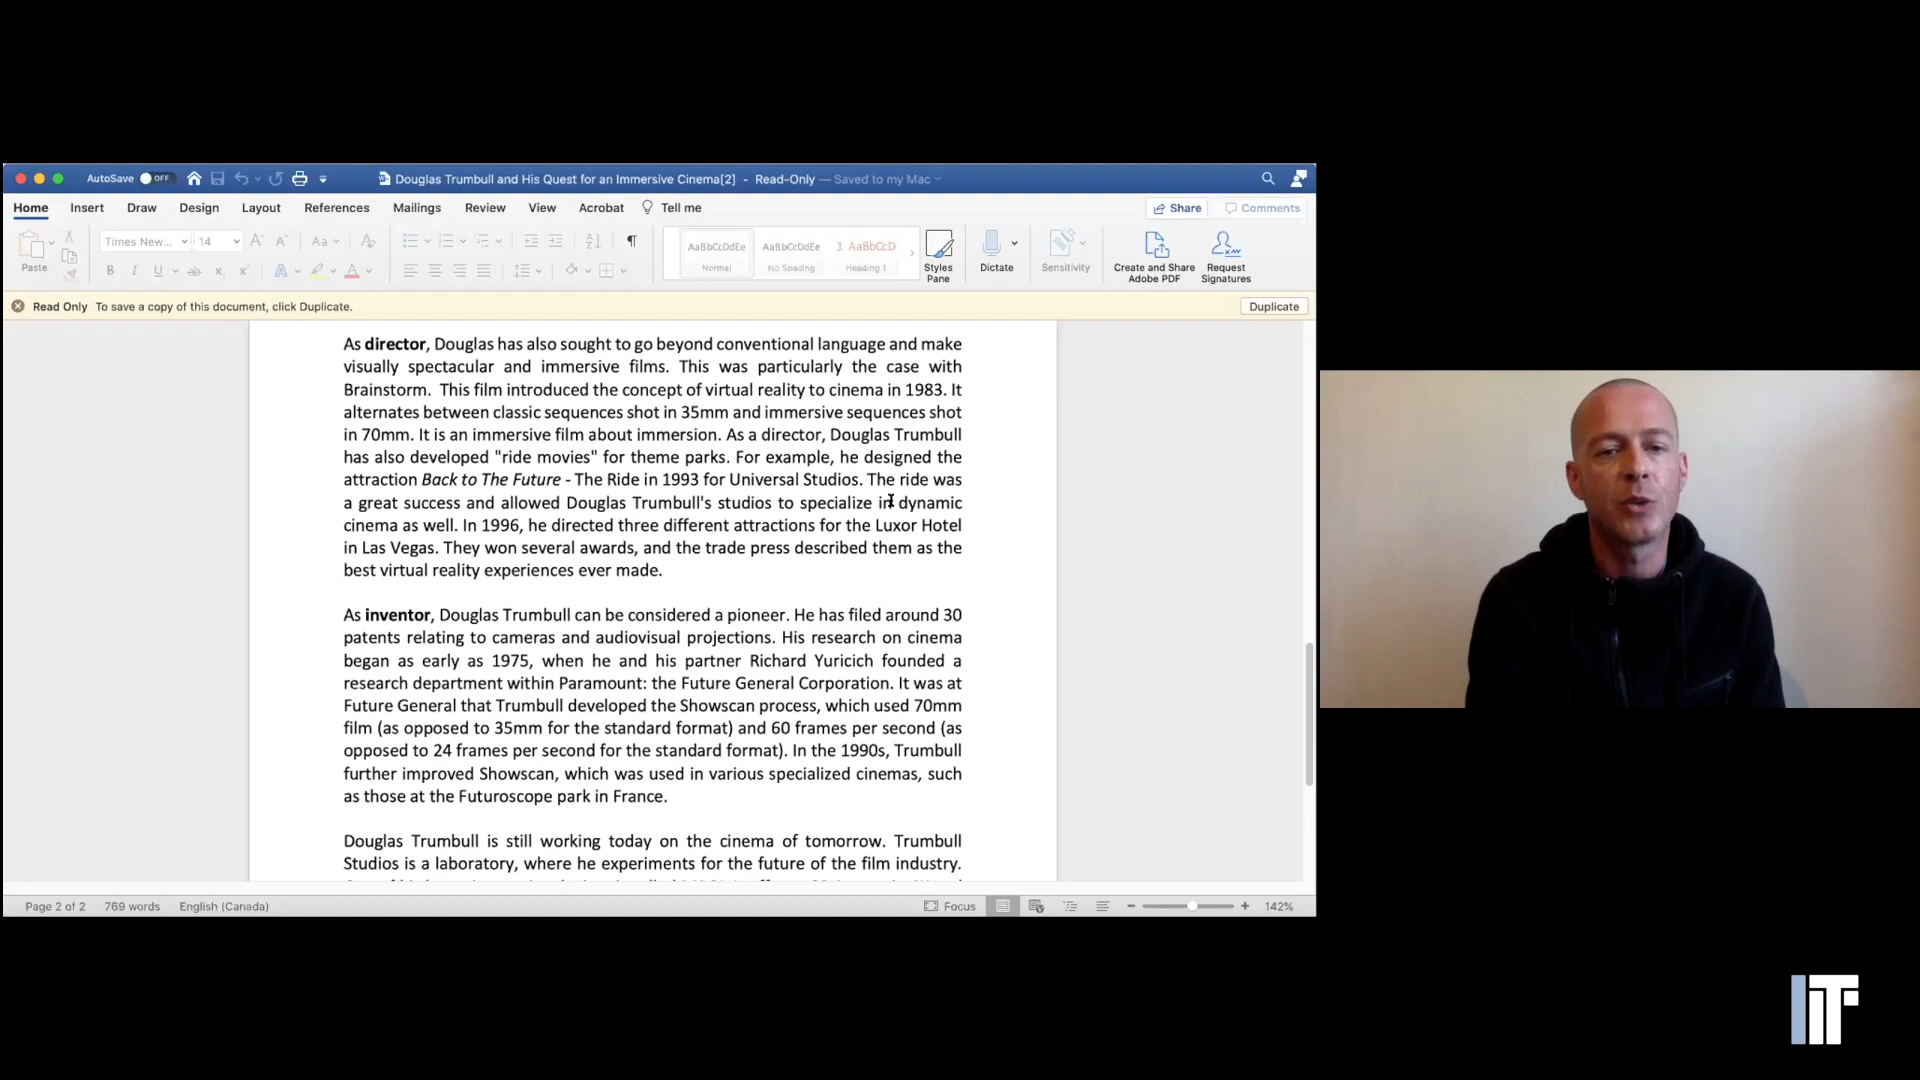 AutoSave OFF Douglas Trumbull and His Quest for an Immersive Cinema[2] - Read-Only — Saved to my Mac
Home Insert Draw Design Layout References Mailings Review View Acrobat Tell me Share Comments
Paste Times New... 14 AaBbCcDdEe Normal AaBbCcDdEe No Spacing 1 AaBbCcD Heading 1 Styles Pane Dictate Sensitivity Create and Share Adobe PDF Request Signatures
Read Only To save a copy of this document, click Duplicate. Duplicate
As director, Douglas has also sought to go beyond conventional language and make
visually spectacular and immersive films. This was particularly the case with
Brainstorm. This film introduced the concept of virtual reality to cinema in 1983. It
alternates between classic sequences shot in 35mm and immersive sequences shot
in 70mm. It is an immersive film about immersion. As a director, Douglas Trumbull
has also developed "ride movies" for theme parks. For example, he designed the
attraction Back to The Future - The Ride in 1993 for Universal Studios. The ride was
a great success and allowed Douglas Trumbull's studios to specialize in dynamic
cinema as well. In 1996, he directed three different attractions for the Luxor Hotel
in Las Vegas. They won several awards, and the trade press described them as the
best virtual reality experiences ever made.
As inventor, Douglas Trumbull can be considered a pioneer. He has filed around 30
patents relating to cameras and audiovisual projections. His research on cinema
began as early as 1975, when he and his partner Richard Yuricich founded a
research department within Paramount: the Future General Corporation. It was at
Future General that Trumbull developed the Showscan process, which used 70mm
film (as opposed to 35mm for the standard format) and 60 frames per second (as
opposed to 24 frames per second for the standard format). In the 1990s, Trumbull
further improved Showscan, which was used in various specialized cinemas, such
as those at the Futuroscope park in France.
Douglas Trumbull is still working today on the cinema of tomorrow. Trumbull
Studios is a laboratory, where he experiments for the future of the film industry.
Page 2 of 2 769 words English (Canada) Focus 142%